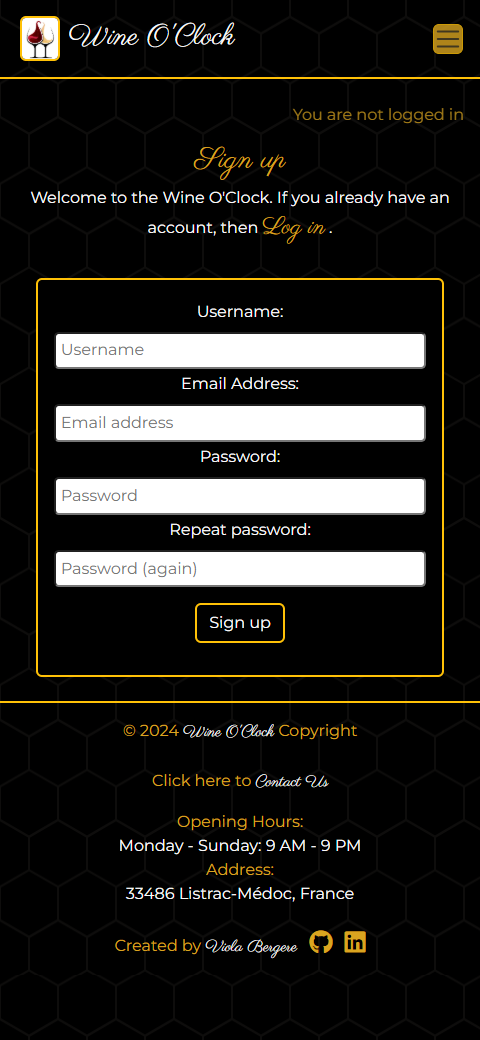 Wine O'Clock
You are not logged in
Sign up
Welcome to the Wine O'Clock. If you already have an
account, then Log in .
Username:
Username
Email Address:
Email address
Password:
Password
Repeat password:
Password (again)
Sign up
© 2024 Wine O'Clock Copyright
Click here to Contact Us
Opening Hours:
Monday - Sunday: 9 AM - 9 PM
Address:
33486 Listrac-Médoc, France
Created by Viola Bergere in